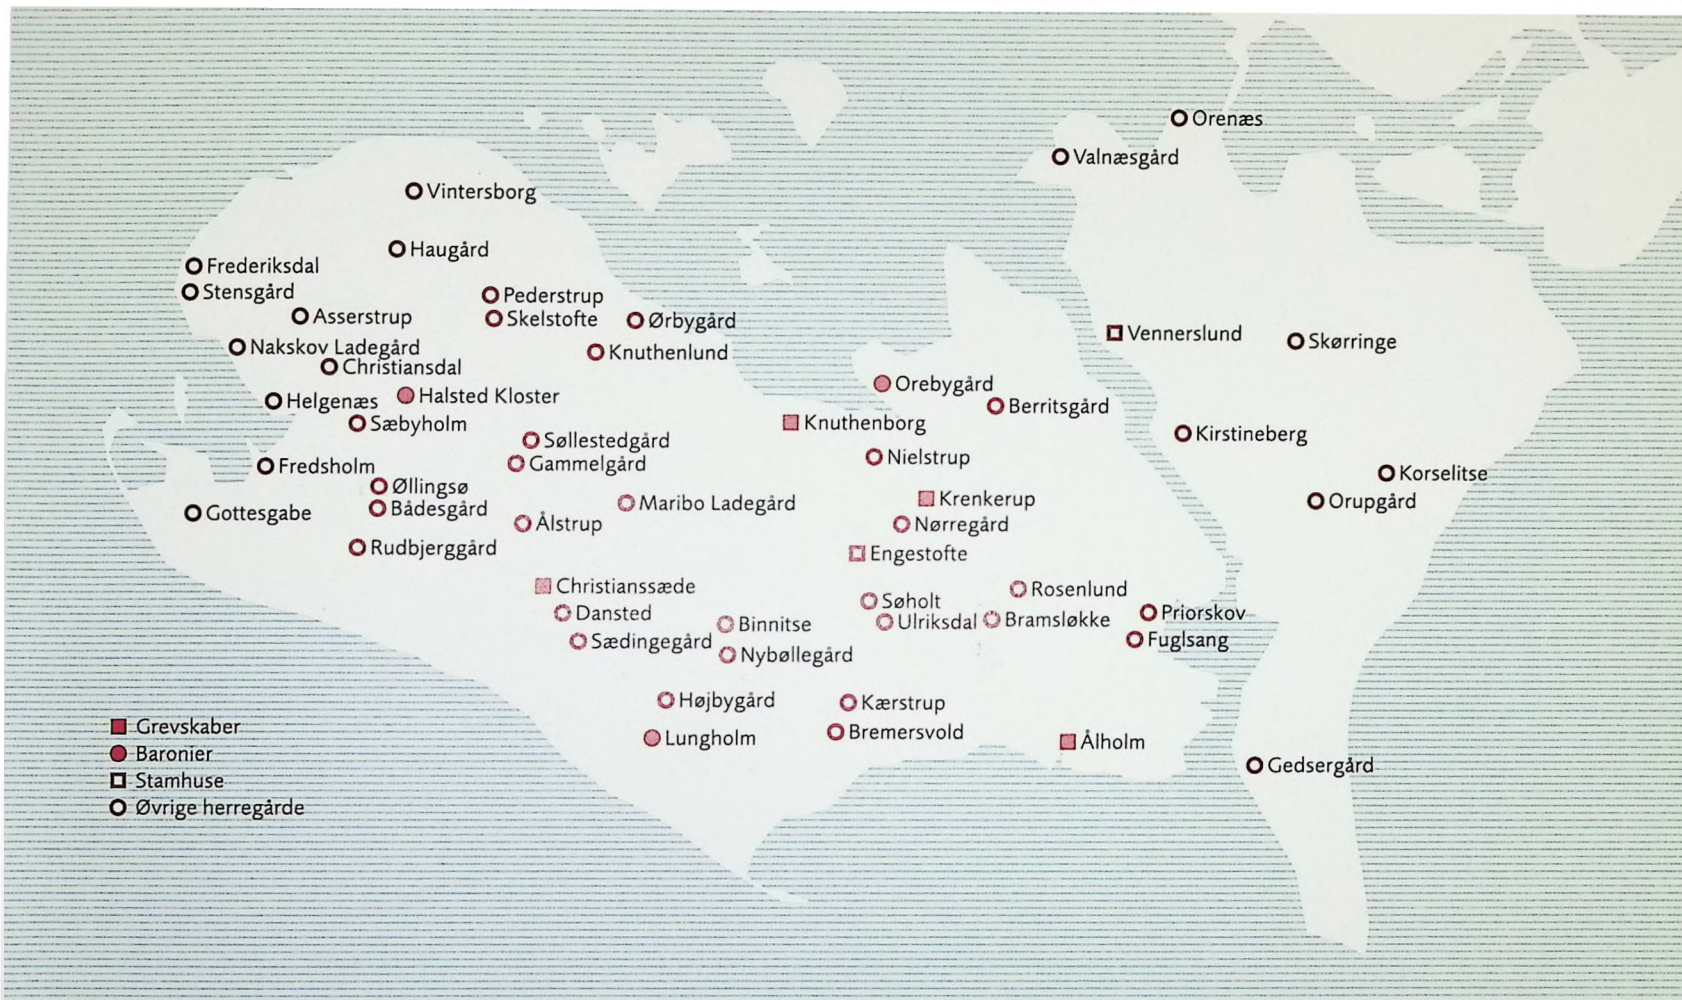 Orenæs
Valnæsgård
Vintersborg
Haugård
Frederiksdal
Stensgård
Pederstrup
Asserstrup
Skelstofte
Ørbygård
Vennerslund
Skørringe
Nakskov Ladegård
Knuthenlund
Christiansdal
Orebygård
Halsted Kloster
Helgenæs
Berritsgård
Sæbyholm
Knuthenborg
Kirstineberg
Søllestedgård
Nielstrup
Fredsholm
Gammelgård
Korselitse
Øllingsø
Krenkerup
Orupgård
Maribo Ladegård
Bådesgård
Gottesgabe
Ålstrup
Nørregård
Rudbjerggård
Engestofte
Christianssæde
Rosenlund
Søholt
Dansted
Priorskov
Binnitse
Ulriksdal
Bramsløkke
Sædingegård
Fuglsang
Nybøllegård
Højbygård
Kærstrup
Lungholm
Bremersvold
Ålholm
Gedsergård
Grevskaber
Baronier
Stamhuse
Øvrige herregårde